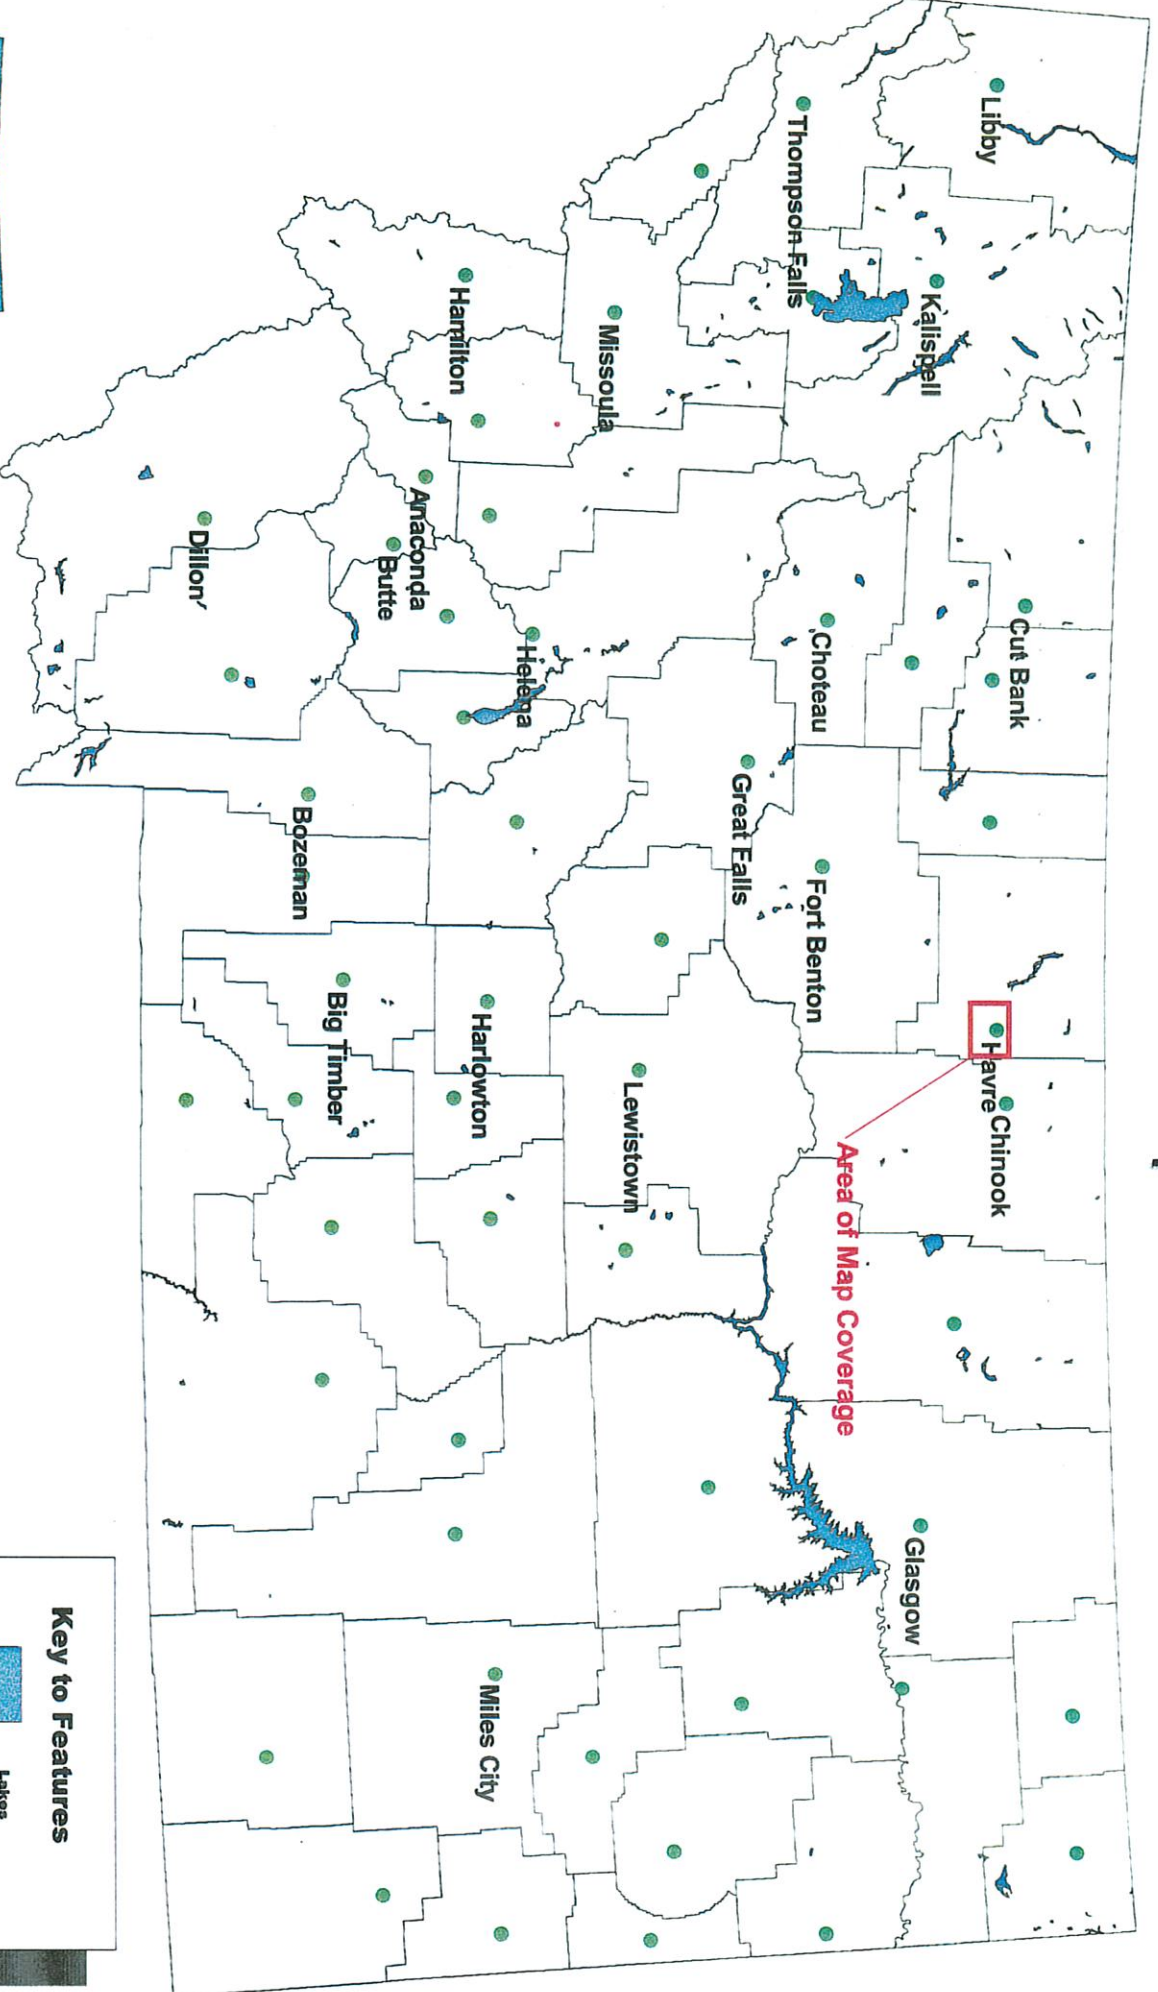 Libby
Kalispell
Cut Bank
Havre
Chinook
Glasgow
Thompson Falls
Choteau
Fort Benton
Great Falls
Area of Map Coverage
Missoula
Helena
Lewistown
Hamilton
Anaconda
Butte
Harlowton
Miles City
Dillon
Bozeman
Big Timber
Key to Features
Lakes